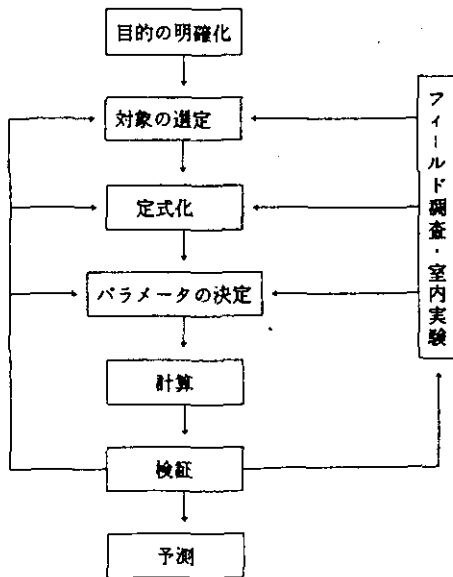 目的の明確化
対象の選定
定式化
パラメータの決定
計算
検証
予測
フィールド調査・室内実験